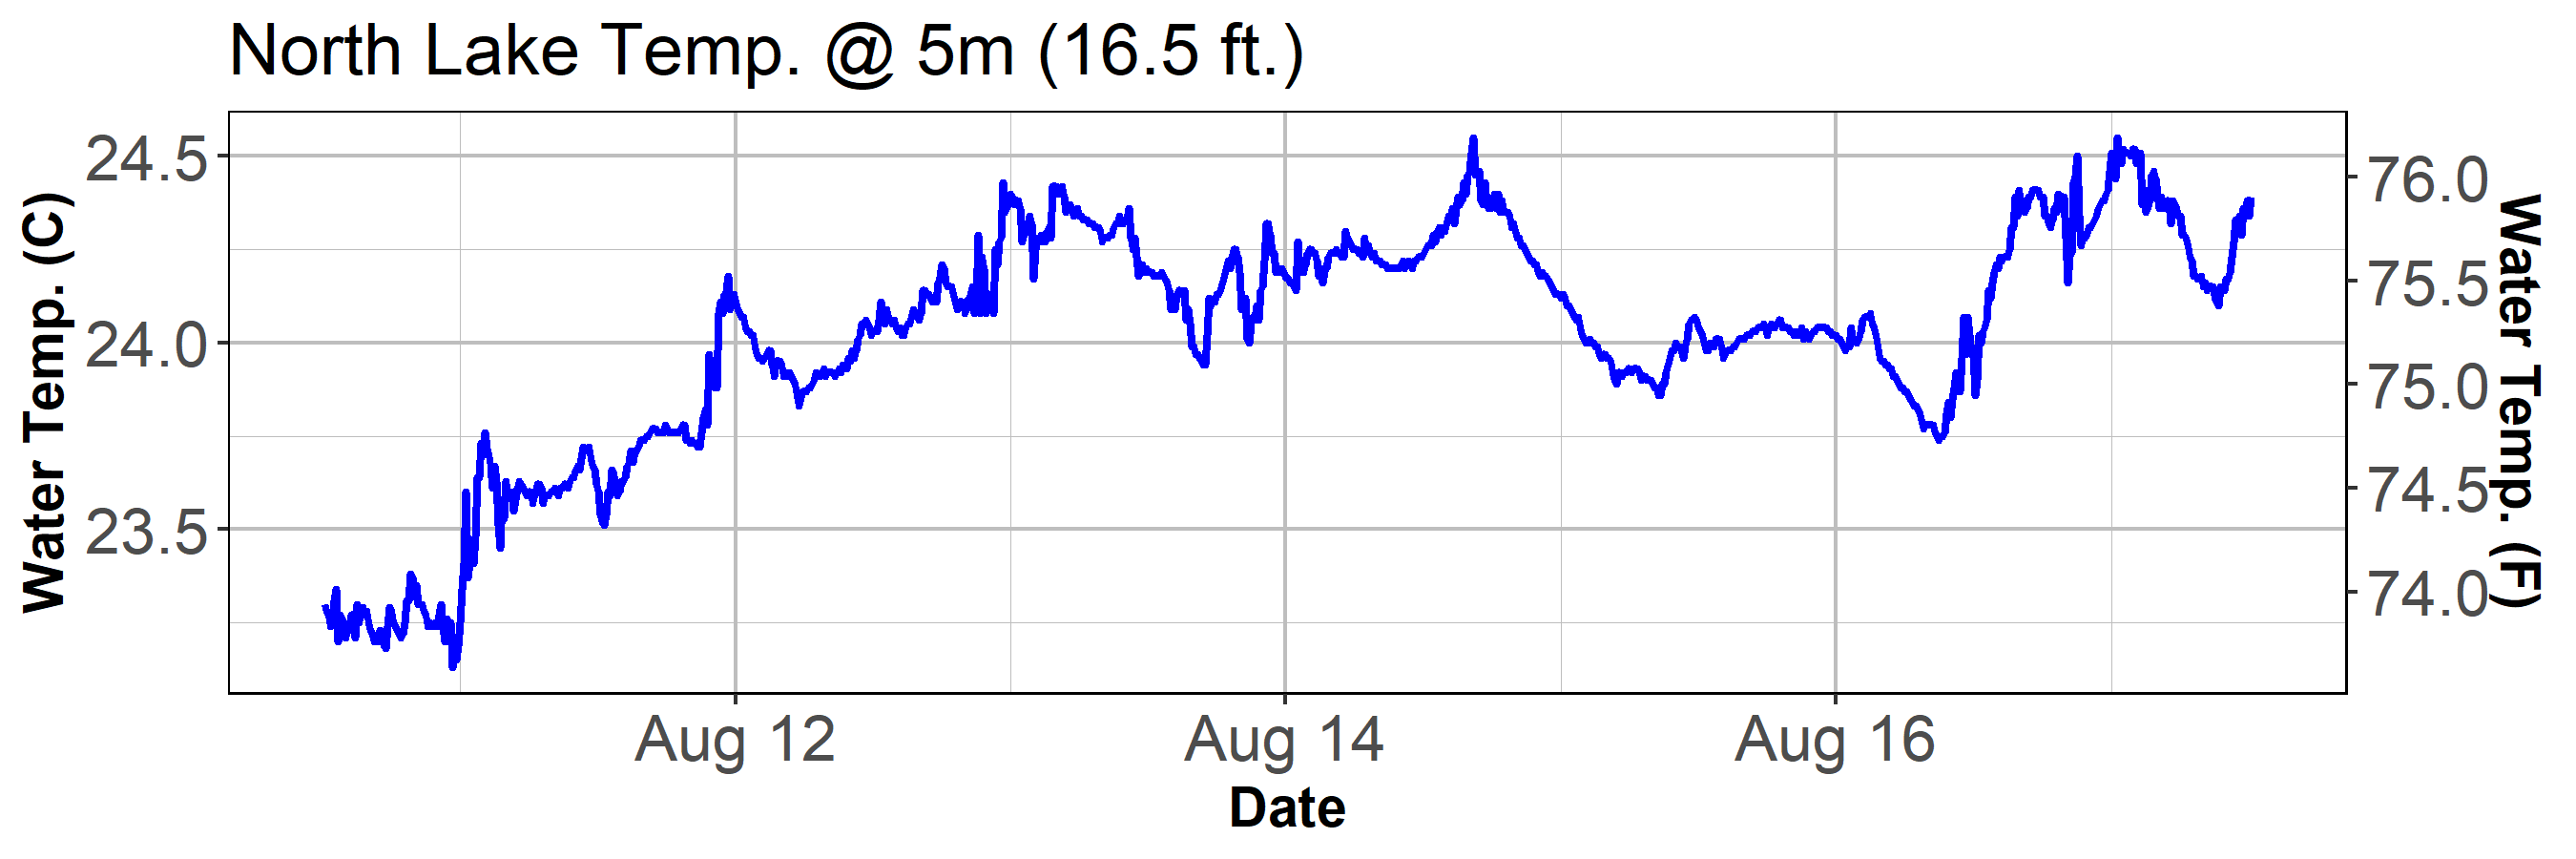 North Lake Temp. @ 5m (16.5 ft.)
Water Temp. (C)
24.5
24.0
23.5
76.0
75.5
75.0
74.5
74.0
Water Temp. (F)
Aug 12
Aug 14
Aug 16
Date